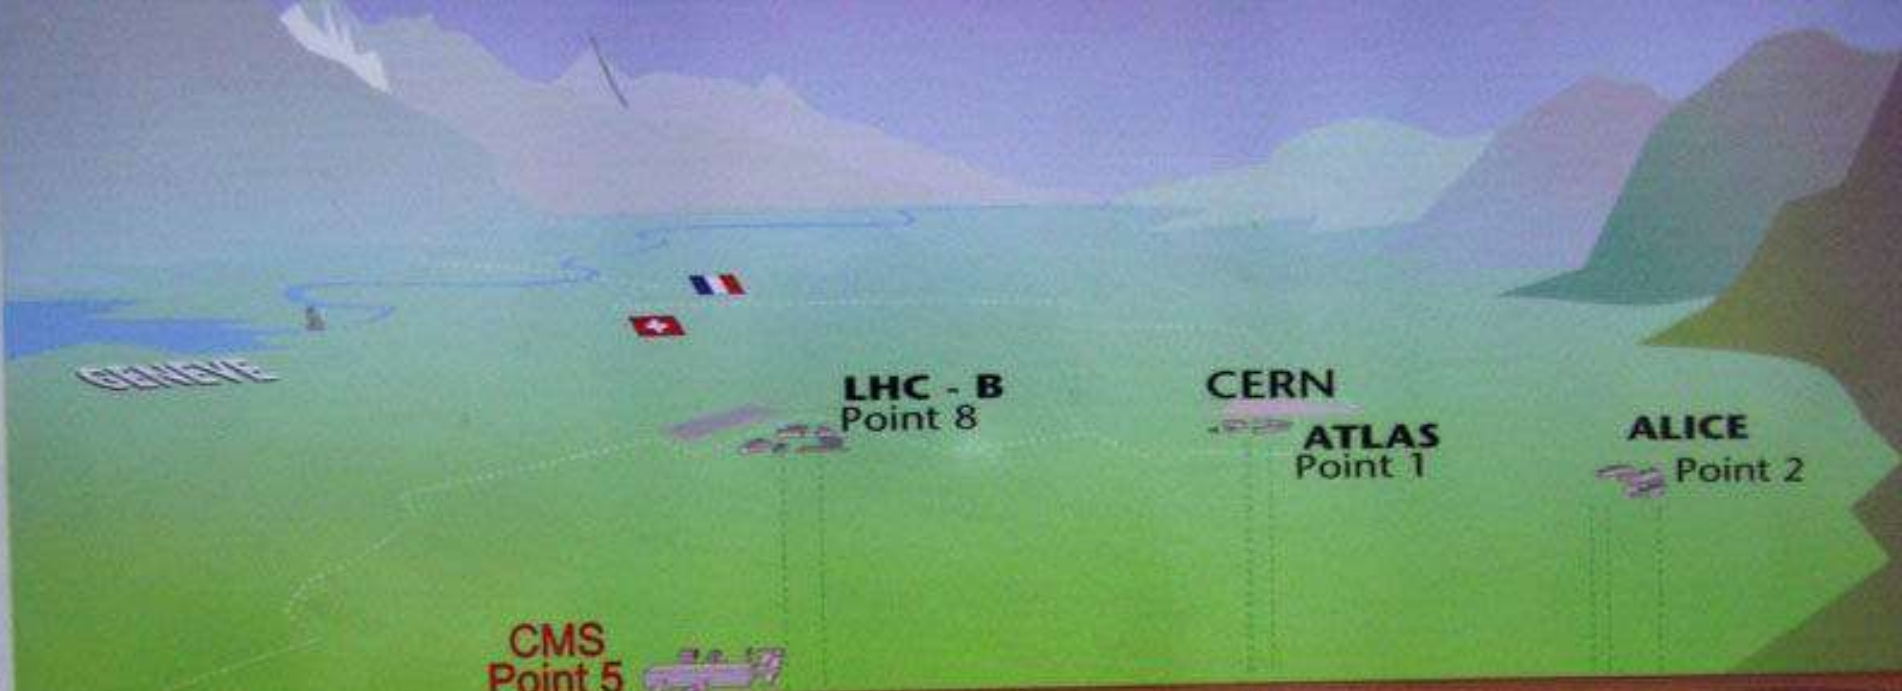 GENEVE
LHC - B
Point 8
CERN
ATLAS
Point 1
ALICE
Point 2
CMS
Point 5